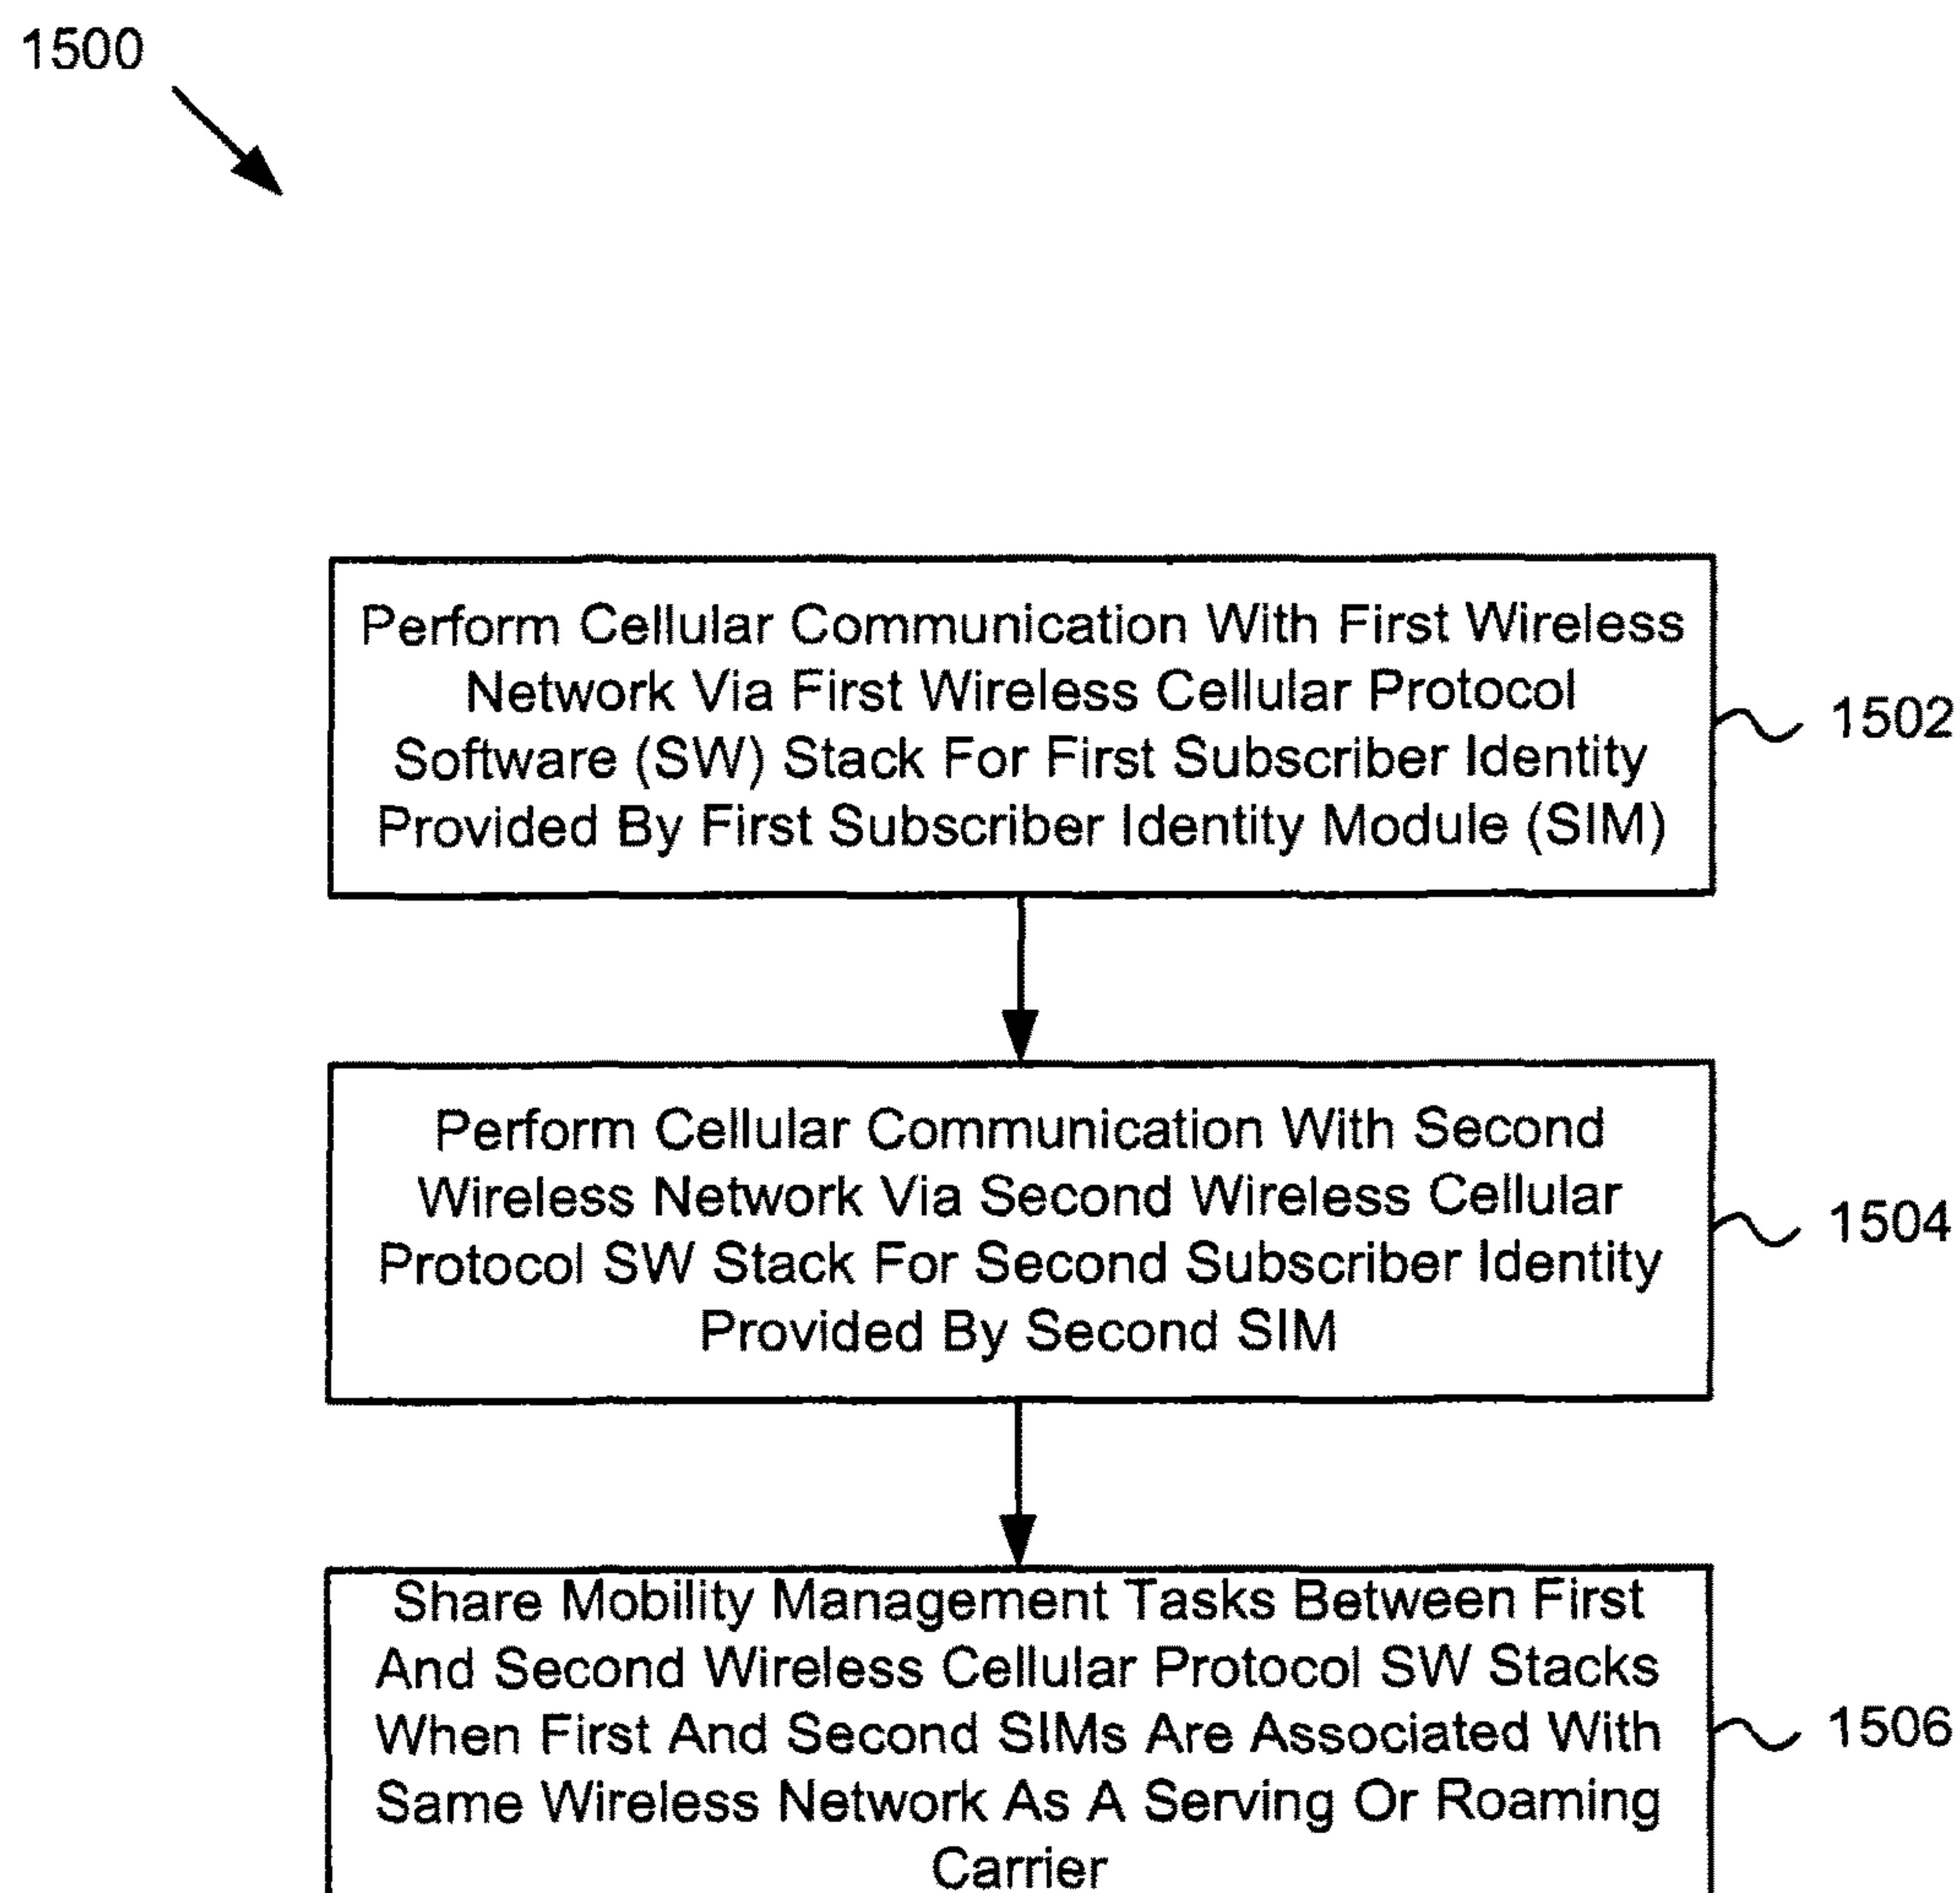 1500
Perform Cellular Communication With First Wireless
Network Via First Wireless Cellular Protocol
Software (SW) Stack For First Subscriber Identity
Provided By First Subscriber Identity Module (SIM)
1502
Perform Cellular Communication With Second
Wireless Network Via Second Wireless Cellular
Protocol SW Stack For Second Subscriber Identity
Provided By Second SIM
1504
Share Mobility Management Tasks Between First
And Second Wireless Cellular Protocol SW Stacks
When First And Second SIMs Are Associated With
Same Wireless Network As A Serving Or Roaming
Carrier
1506